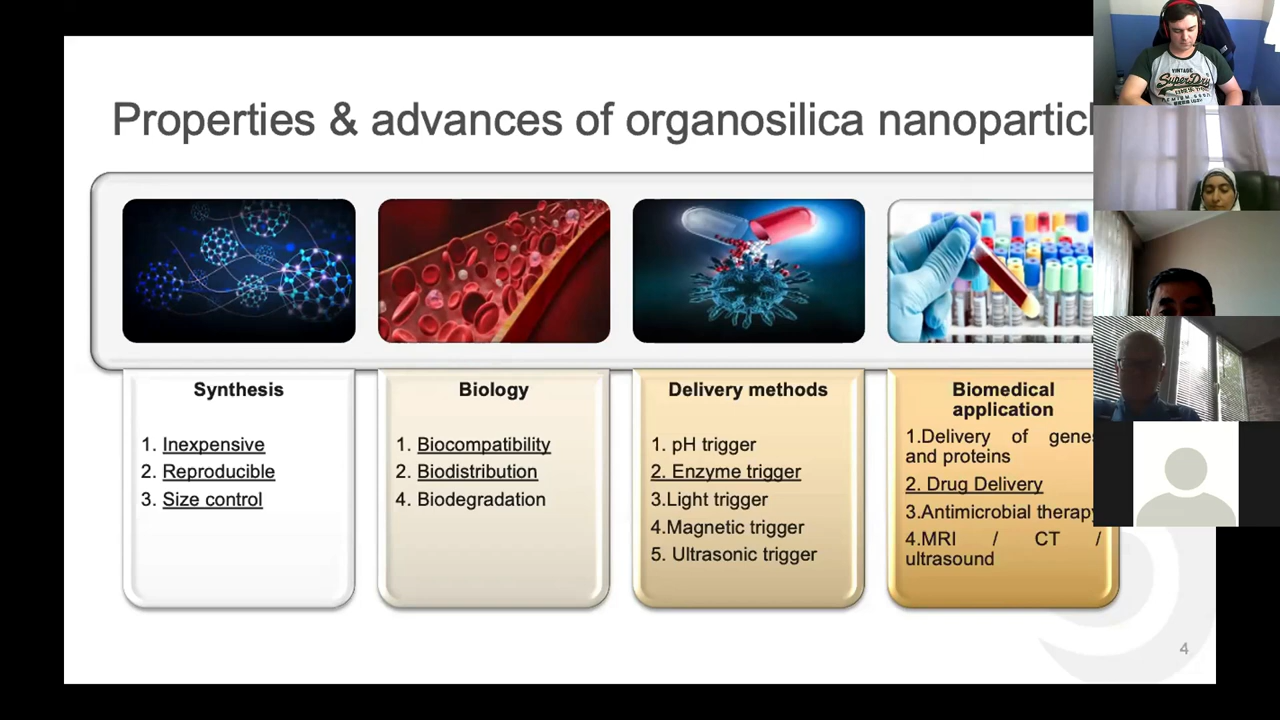 Properties & advances of organosilica
Synthesis
1. Inexpensive
2. Reproducible
3. Size control
Biology
1. Biocompatibility
2. Biodistribution
4. Biodegradation
Delivery methods
1. pH trigger
2. Enzyme trigger
3.Light trigger
4.Magnetic trigger
5. Ultrasonic trigger
Biomedical
application
1.Delivery of genes
and proteins
2. Drug Delivery
3.Antimicrobial therapy
4.MRI / CT /
ultrasound
4
VINTAGE
SuperDry